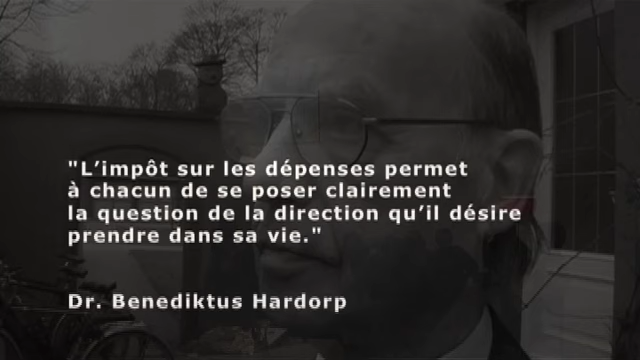 "L’impôt sur les dépenses permet
à chacun de se poser clairement
la question de la direction qu’il désire
prendre dans sa vie."
Dr. Benediktus Hardorp